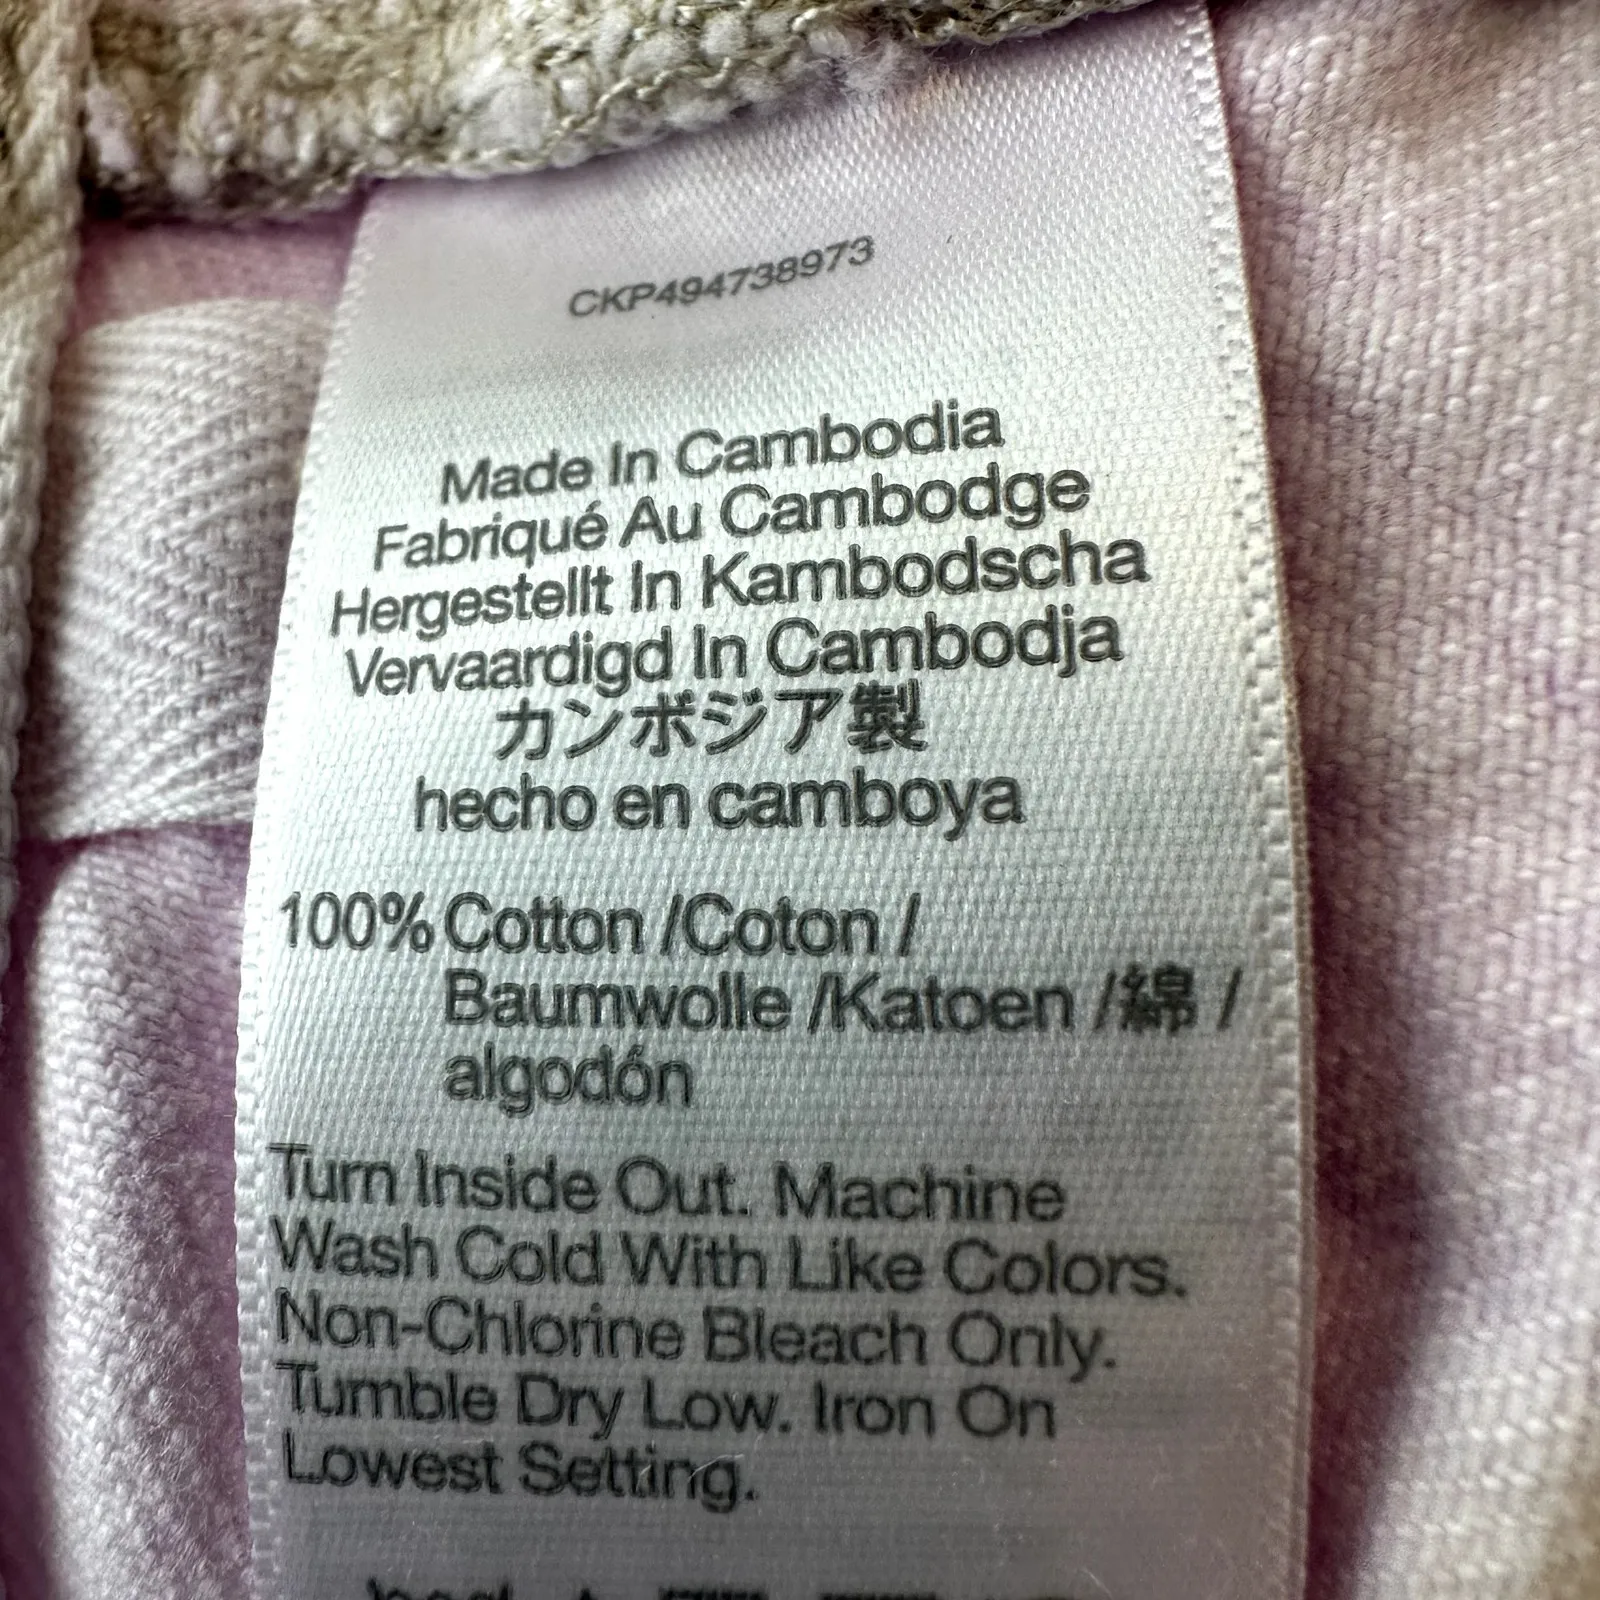 CKP494738973
Made In Cambodia
Fabriqué Au Cambodge
Hergestellt In Kambodscha
Vervaardigd In Cambodja
カンボジア製
hecho en camboya
100% Cotton /Coton /
Baumwolle /Katoen /綿 /
algodón
Turn Inside Out. Machine
Wash Cold With Like Colors.
Non-Chlorine Bleach Only.
Tumble Dry Low. Iron On
Lowest Setting.